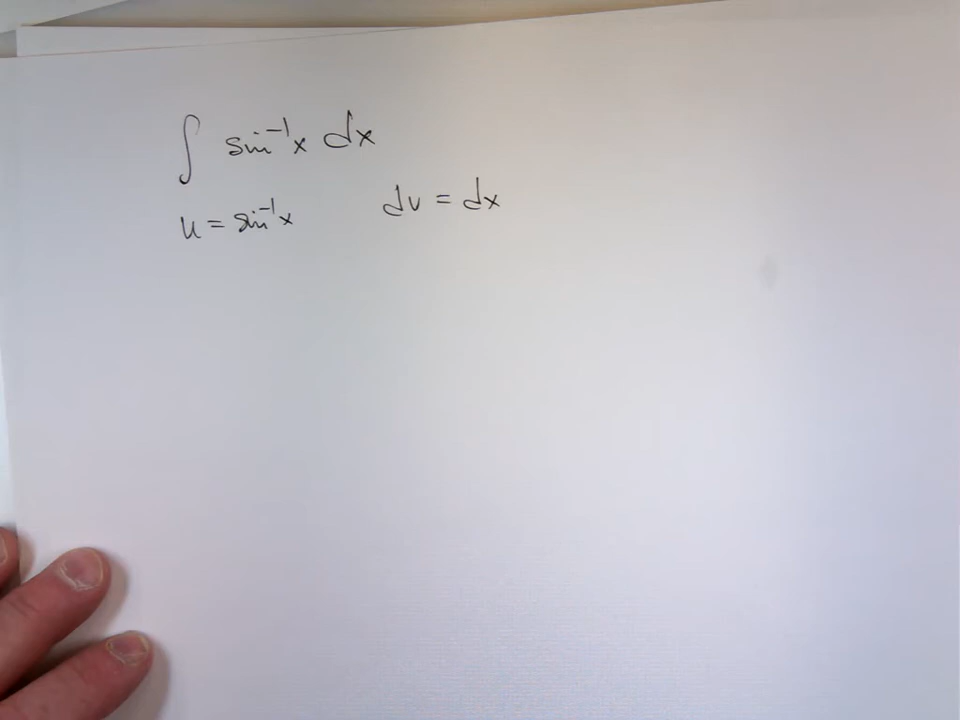 ∫ sin⁻¹x dx
u = sin⁻¹x dv = dx